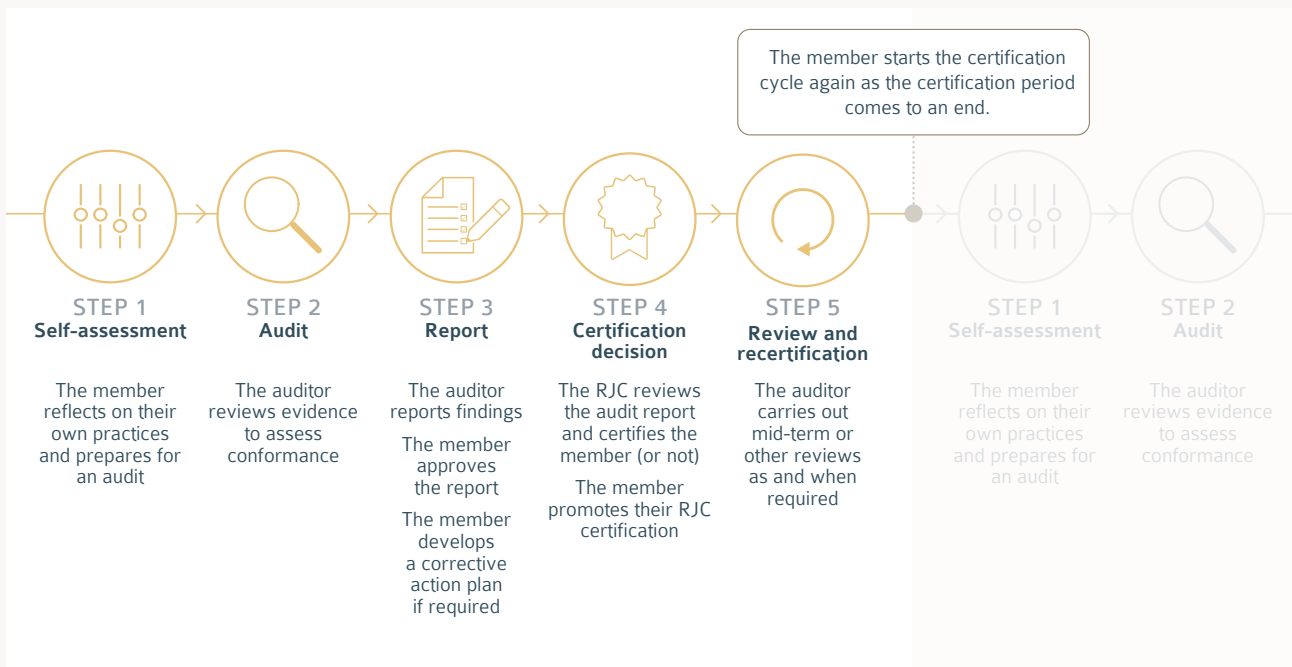 The member starts the certification
cycle again as the certification period
comes to an end.
STEP 1
Self-assessment
The member
reflects on their
own practices
and prepares for
an audit
STEP 2
Audit
The auditor
reviews evidence
to assess
conformance
STEP 3
Report
The auditor
reports findings
The member
approves
the report
The member
develops
a corrective
action plan
if required
STEP 4
Certification
decision
The RJC reviews
the audit report
and certifies the
member (or not)
The member
promotes their RJC
certification
STEP 5
Review and
recertification
The auditor
carries out
mid-term or
other reviews
as and when
required
STEP 1
Self-assessment
The member
reflects on their
own practices
and prepares for
an audit
STEP 2
Audit
The auditor
reviews evidence
to assess
conformance